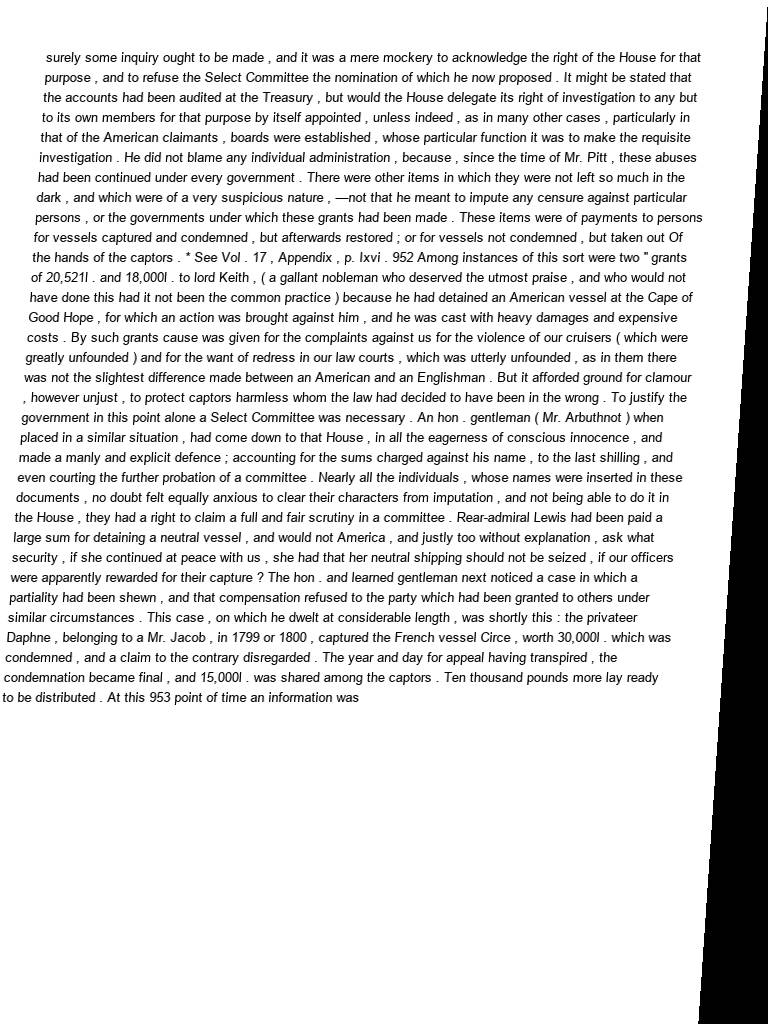 surely some inquiry ought to be made , and it was a mere mockery to acknowledge the right of the House for that
purpose , and to refuse the Select Committee the nomination of which he now proposed . It might be stated that
the accounts had been audited at the Treasury , but would the House delegate its right of investigation to any but
to its own members for that purpose by itself appointed , unless indeed , as in many other cases , particularly in
that of the American claimants , boards were established , whose particular function it was to make the requisite
investigation . He did not blame any individual administration , because , since the time of Mr. Pitt , these abuses
had been continued under every government . There were other items in which they were not left so much in the
dark , and which were of a very suspicious nature , —not that he meant to impute any censure against particular
persons , or the governments under which these grants had been made . These items were of payments to persons
for vessels captured and condemned , but afterwards restored ; or for vessels not condemned , but taken out Of
the hands of the captors . * See Vol . 17 , Appendix , p. lxvi . 952 Among instances of this sort were two " grants
of 20,521l . and 18,000l . to lord Keith , ( a gallant nobleman who deserved the utmost praise , and who would not
have done this had it not been the common practice ) because he had detained an American vessel at the Cape of
Good Hope , for which an action was brought against him , and he was cast with heavy damages and expensive
costs . By such grants cause was given for the complaints against us for the violence of our cruisers ( which were
greatly unfounded ) and for the want of redress in our law courts , which was utterly unfounded , as in them there
was not the slightest difference made between an American and an Englishman . But it afforded ground for clamour
, however unjust , to protect captors harmless whom the law had decided to have been in the wrong . To justify the
government in this point alone a Select Committee was necessary . An hon . gentleman ( Mr. Arbuthnot ) when
placed in a similar situation , had come down to that House , in all the eagerness of conscious innocence , and
made a manly and explicit defence ; accounting for the sums charged against his name , to the last shilling , and
even courting the further probation of a committee . Nearly all the individuals , whose names were inserted in these
documents , no doubt felt equally anxious to clear their characters from imputation , and not being able to do it in
the House , they had a right to claim a full and fair scrutiny in a committee . Rear-admiral Lewis had been paid a
large sum for detaining a neutral vessel , and would not America , and justly too without explanation , ask what
security , if she continued at peace with us , she had that her neutral shipping should not be seized , if our officers
were apparently rewarded for their capture ? The hon . and learned gentleman next noticed a case in which a
partiality had been shewn , and that compensation refused to the party which had been granted to others under
similar circumstances . This case , on which he dwelt at considerable length , was shortly this : the privateer
Daphne , belonging to a Mr. Jacob , in 1799 or 1800 , captured the French vessel Circe , worth 30,000l . which was
condemned , and a claim to the contrary disregarded . The year and day for appeal having transpired , the
condemnation became final , and 15,000l . was shared among the captors . Ten thousand pounds more lay ready
to be distributed . At this 953 point of time an information was